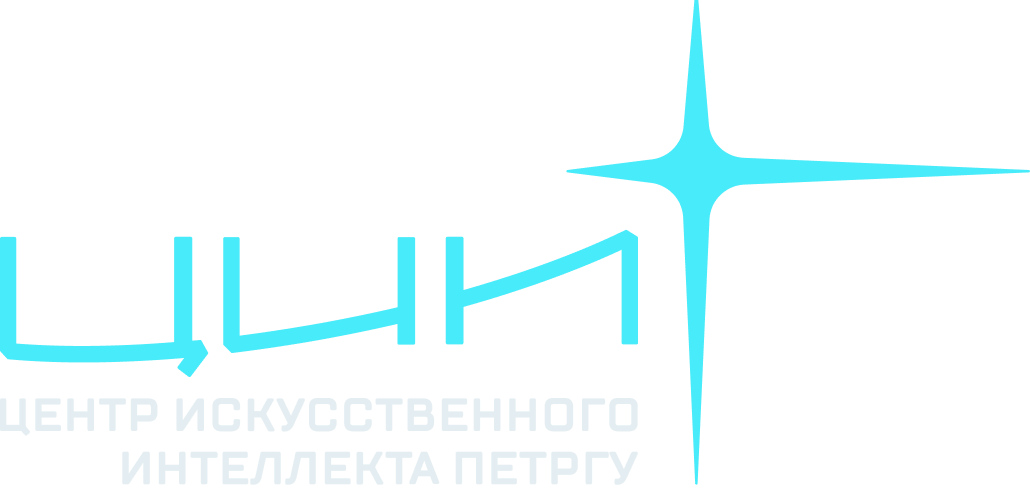 ЦИИ
ЦЕНТР ИСКУССТВЕННОГО
ИНТЕЛЛЕКТА ПЕТРГУ